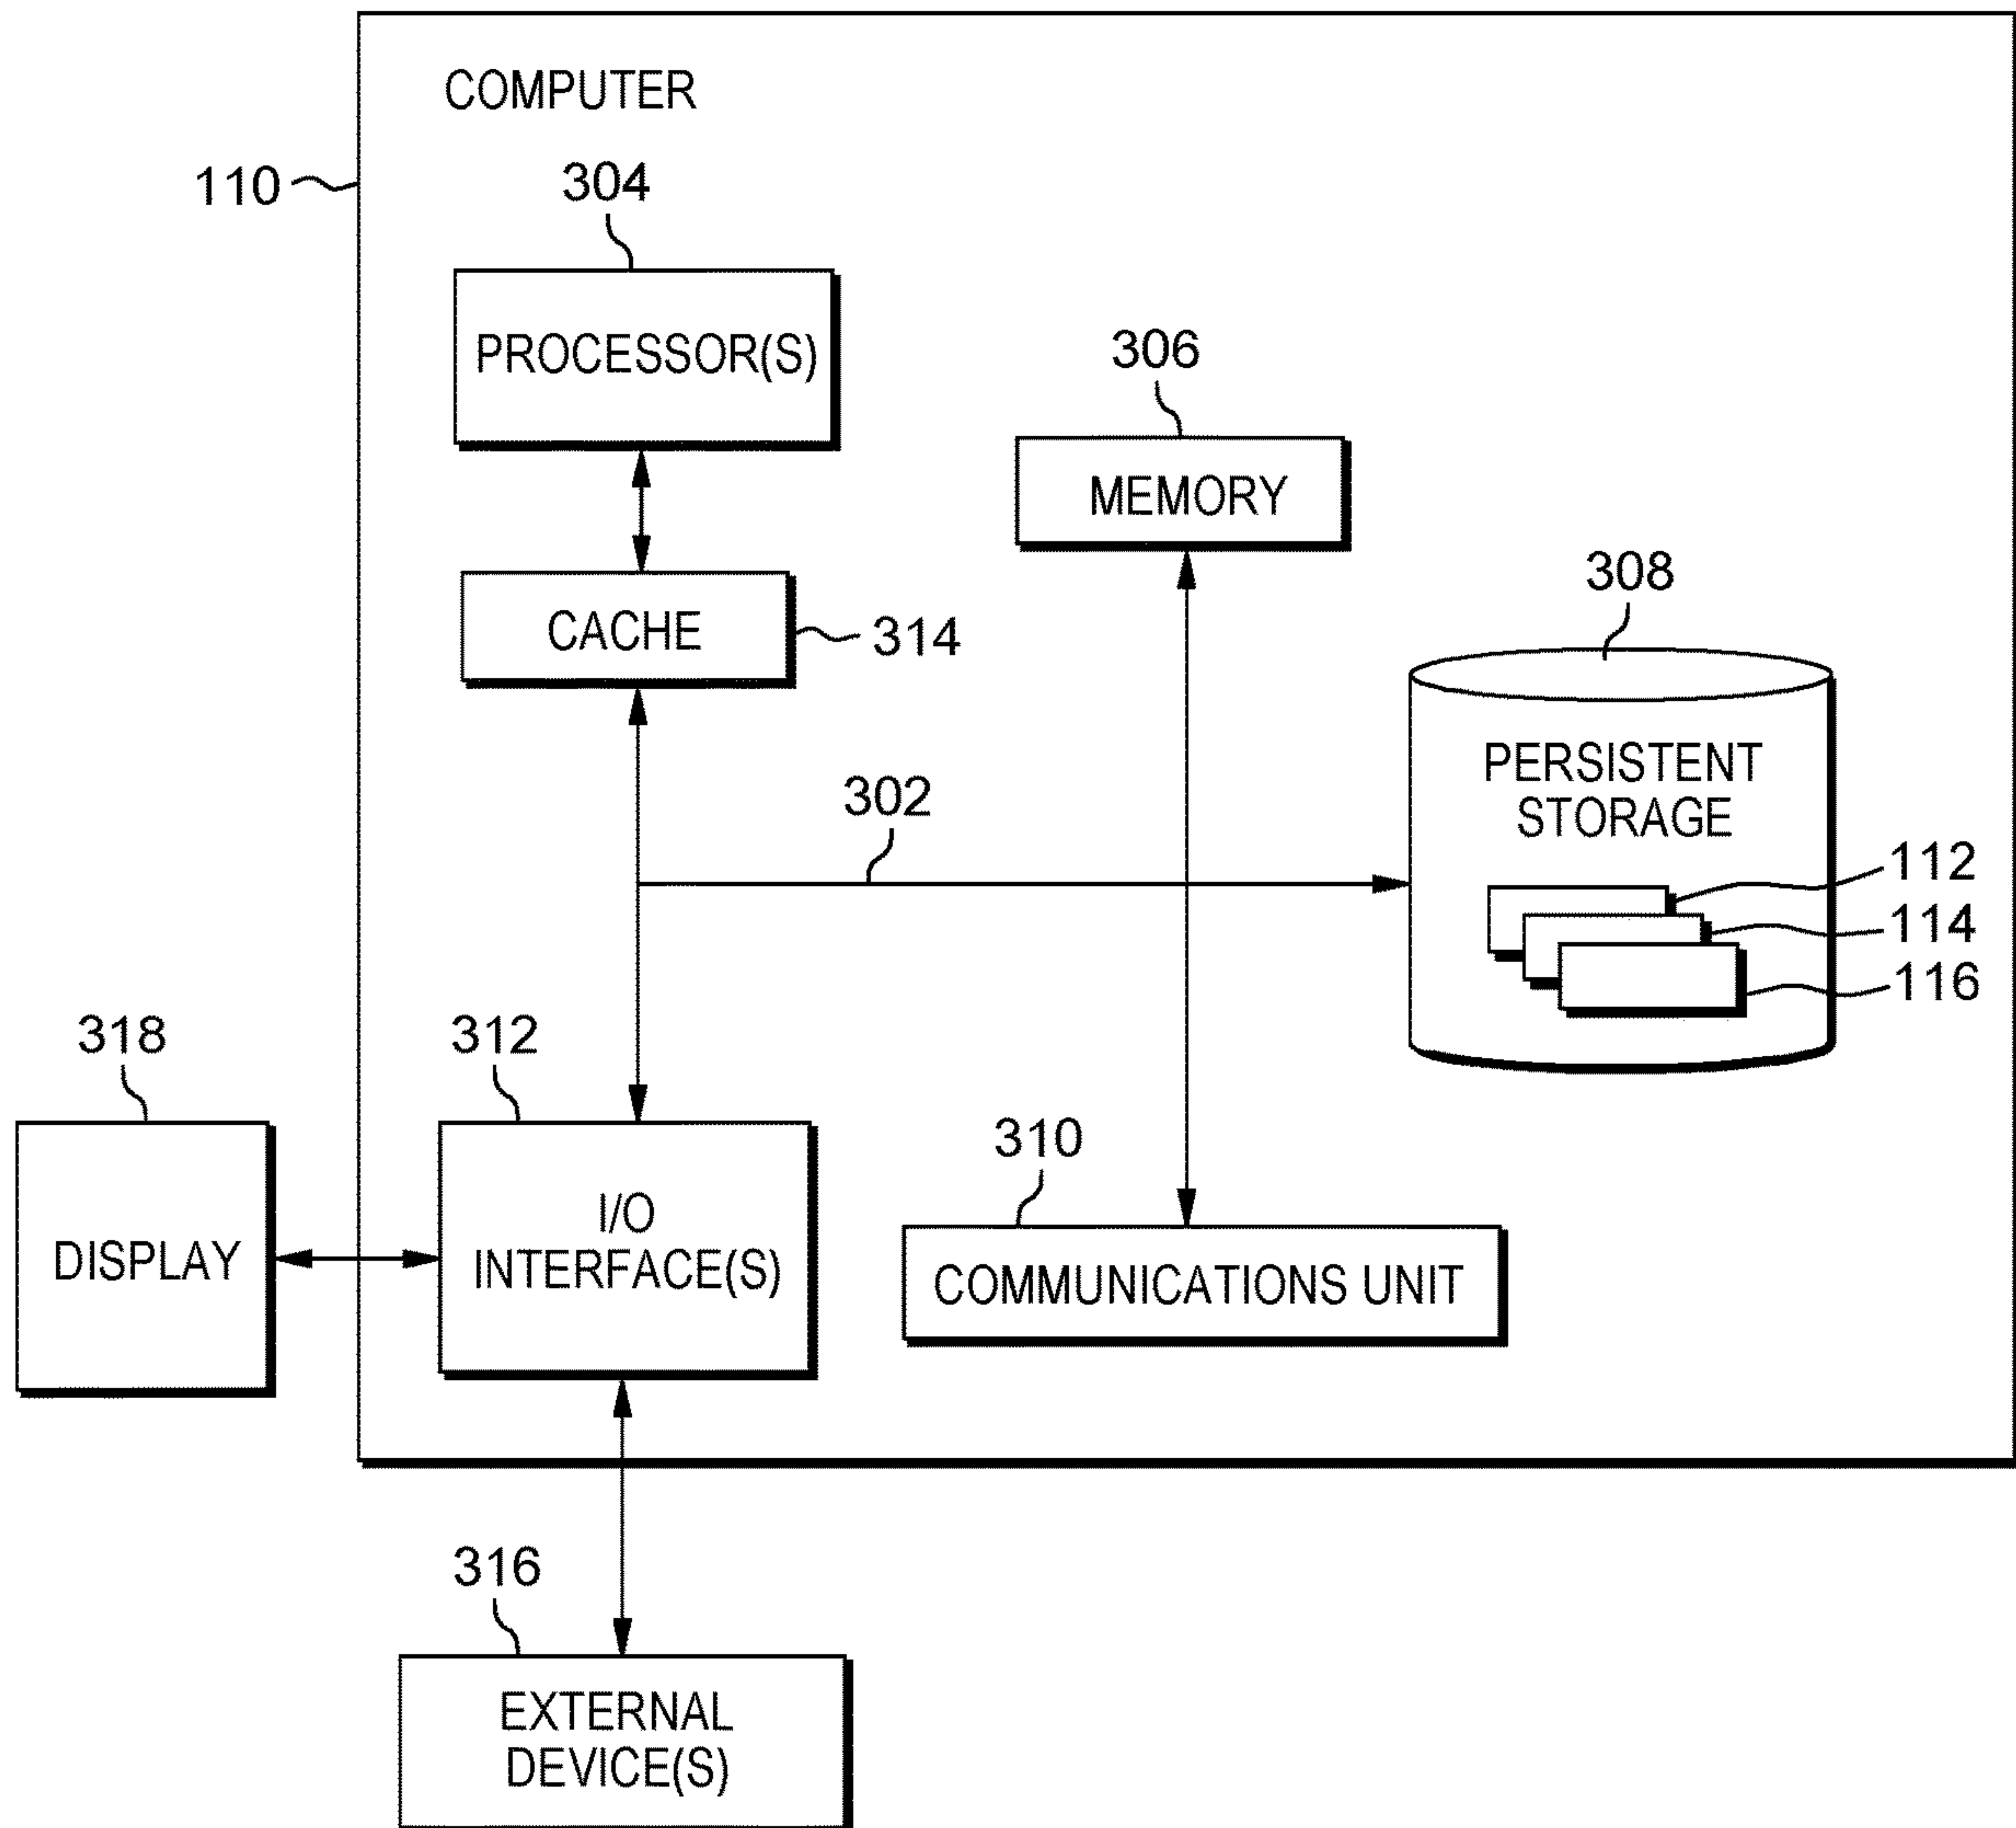 COMPUTER
110
304
PROCESSOR(S)
306
MEMORY
CACHE
314
308
PERSISTENT
STORAGE
302
112
114
116
318
312
310
DISPLAY
I/O
INTERFACE(S)
COMMUNICATIONS UNIT
316
EXTERNAL
DEVICE(S)